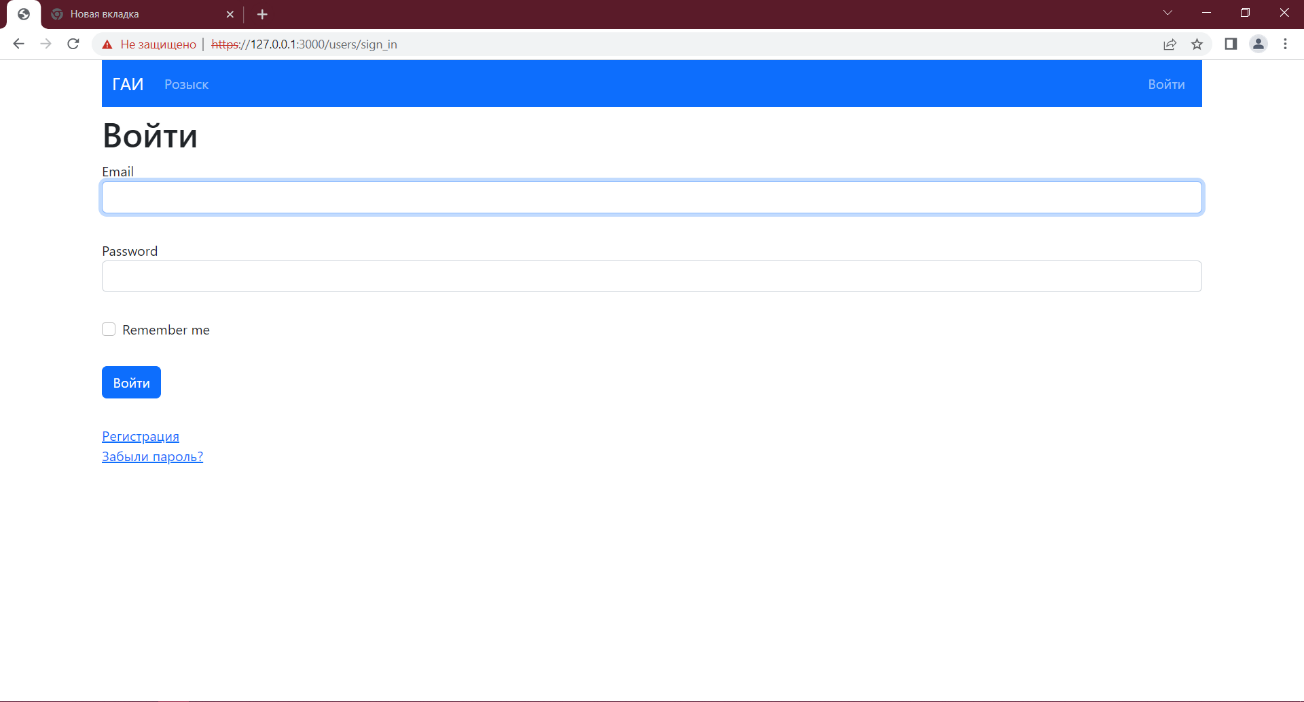 Новая вкладка
Не защищено | https://127.0.0.1:3000/users/sign_in
ГАИ Розыск Войти
Войти
Email
Password
Remember me
Войти
Регистрация
Забыли пароль?